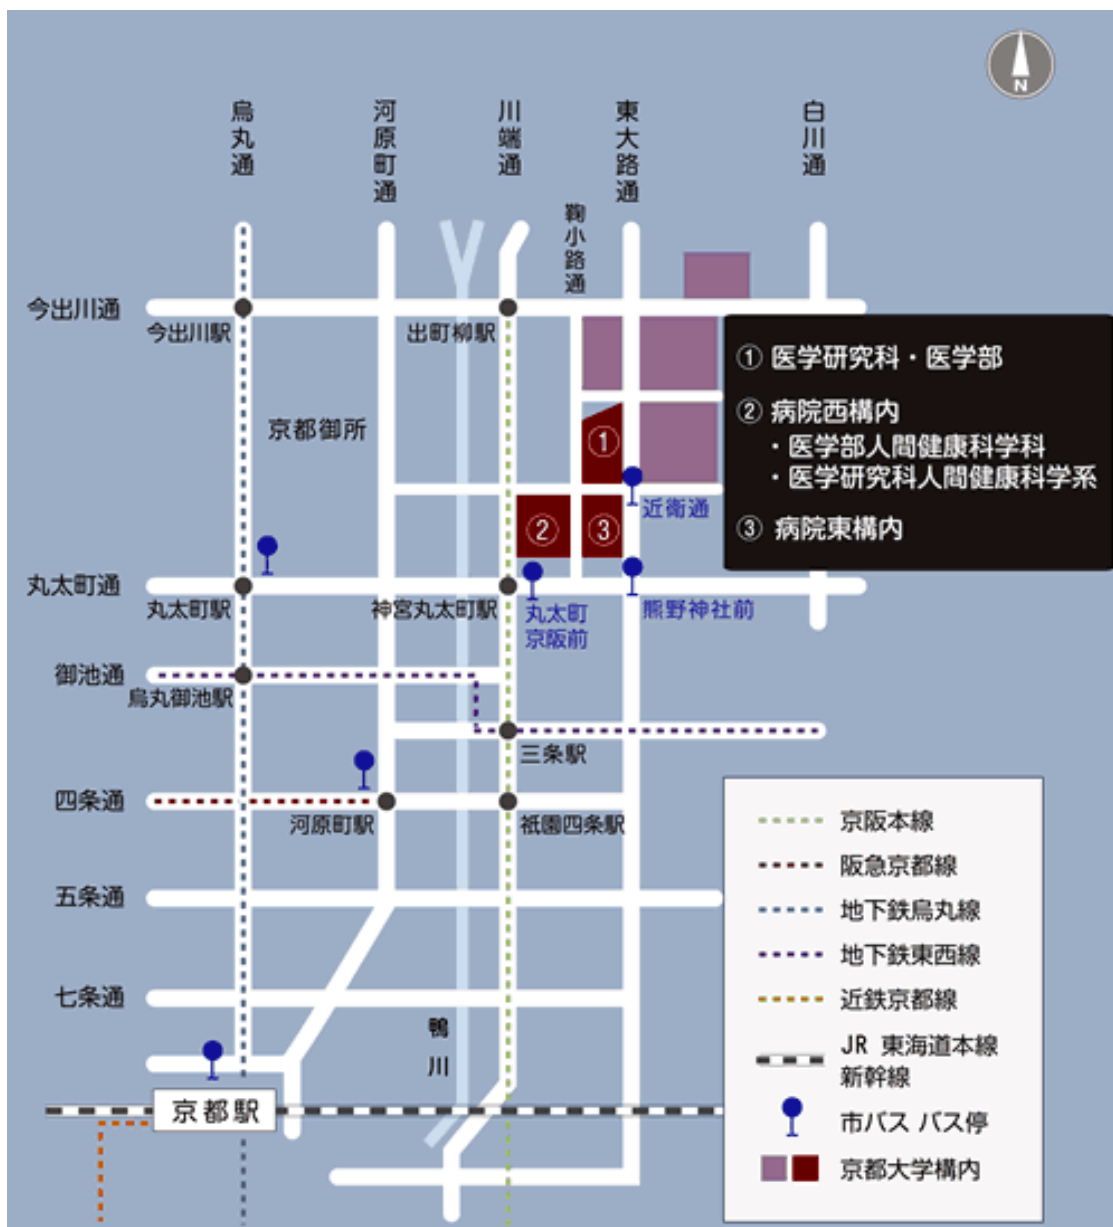 N
烏丸通
河原町通
川端通
東大路通
白川通
鞠小路通
今出川通
今出川駅
出町柳駅
京都御所
① 医学研究科・医学部
② 病院西構内
・医学部人間健康科学科
・医学研究科人間健康科学系
③ 病院東構内
①
近衛通
②
③
丸太町通
丸太町駅
神宮丸太町駅
丸太町
京阪前
熊野神社前
御池通
烏丸御池駅
三条駅
四条通
河原町駅
祇園四条駅
五条通
七条通
鴨川
京都駅
京阪本線
阪急京都線
地下鉄烏丸線
地下鉄東西線
近鉄京都線
JR 東海道本線
新幹線
市バス バス停
京都大学構内